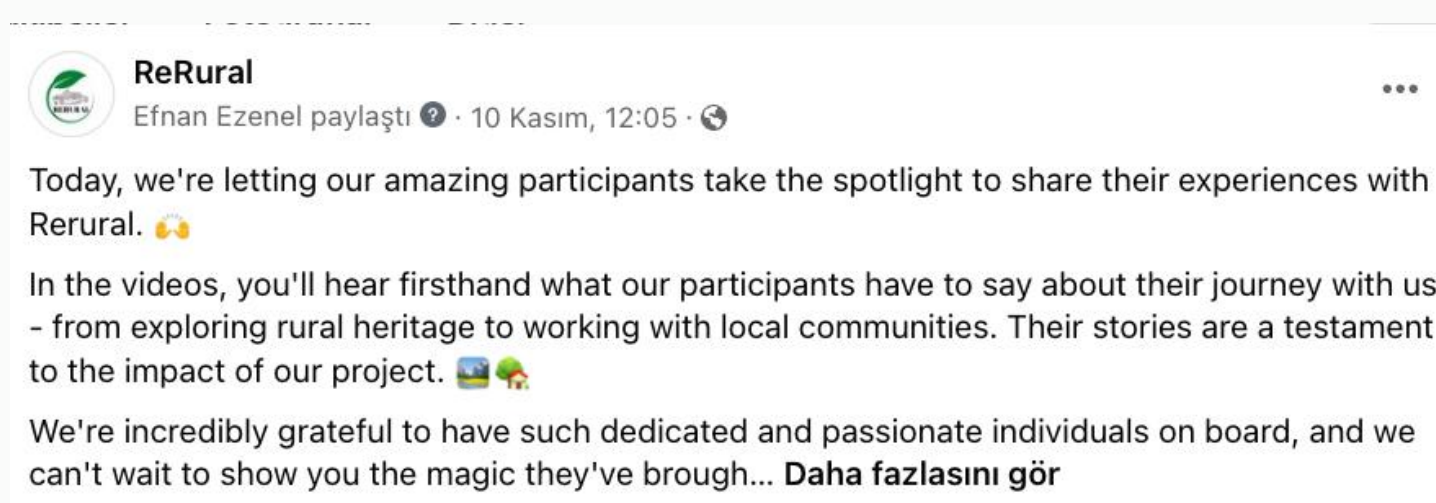 ReRural
Efnan Ezenel paylaştı · 10 Kasım, 12:05 ·
Today, we're letting our amazing participants take the spotlight to share their experiences with
Rerural. 🙌
In the videos, you'll hear firsthand what our participants have to say about their journey with us
- from exploring rural heritage to working with local communities. Their stories are a testament
to the impact of our project. 🏞️🏡
We're incredibly grateful to have such dedicated and passionate individuals on board, and we
can't wait to show you the magic they've brough... Daha fazlasını gör